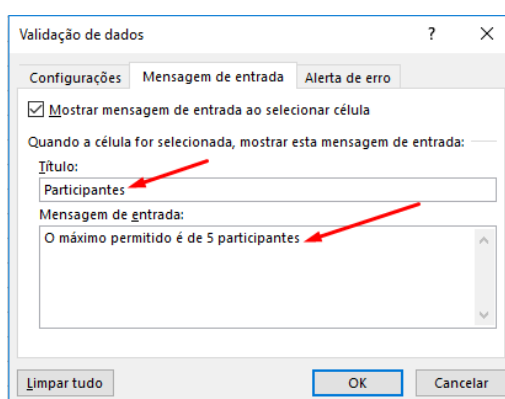 Validação de dados ? X
Configurações Mensagem de entrada Alerta de erro
Mostrar mensagem de entrada ao selecionar célula
Quando a célula for selecionada, mostrar esta mensagem de entrada:
Título:
Participantes
Mensagem de entrada:
O máximo permitido é de 5 participantes
Limpar tudo OK Cancelar